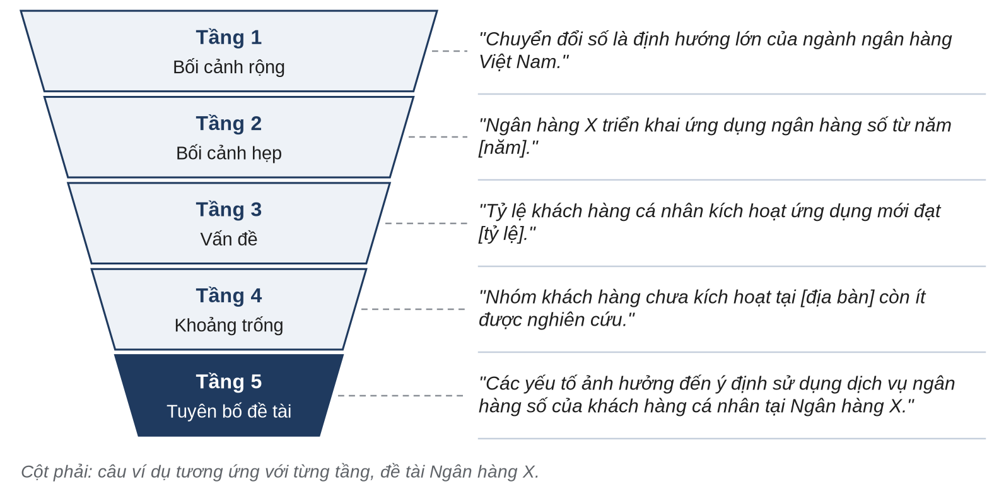 Tầng 1
Bối cảnh rộng
"Chuyển đổi số là định hướng lớn của ngành ngân hàng
Việt Nam."
Tầng 2
Bối cảnh hẹp
"Ngân hàng X triển khai ứng dụng ngân hàng số từ năm
[năm]."
Tầng 3
Vấn đề
"Tỷ lệ khách hàng cá nhân kích hoạt ứng dụng mới đạt
[tỷ lệ]."
Tầng 4
Khoảng trống
"Nhóm khách hàng chưa kích hoạt tại [địa bàn] còn ít
được nghiên cứu."
Tầng 5
Tuyên bố đề tài
"Các yếu tố ảnh hưởng đến ý định sử dụng dịch vụ ngân
hàng số của khách hàng cá nhân tại Ngân hàng X."
Cột phải: câu ví dụ tương ứng với từng tầng, đề tài Ngân hàng X.